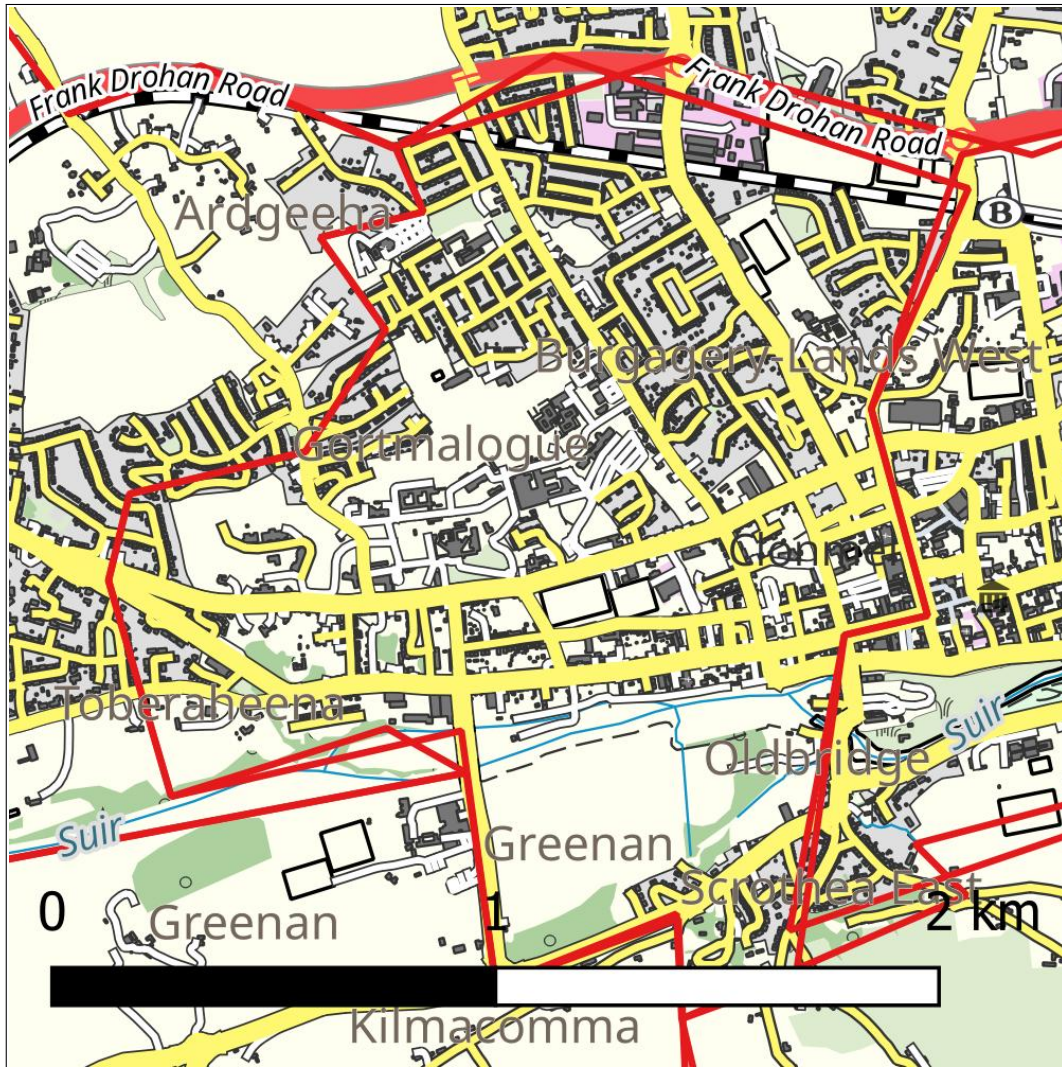 Frank Drohan Road
Frank Drohan Road
B
Ardgeeha
Burgagery-Lands West
Gortmalogue
Clonmel
Toberaheena
Suir
Oldbridge
Suir
Greenan
Scrothea East
Greenan
0
1
2 km
Kilmacomma